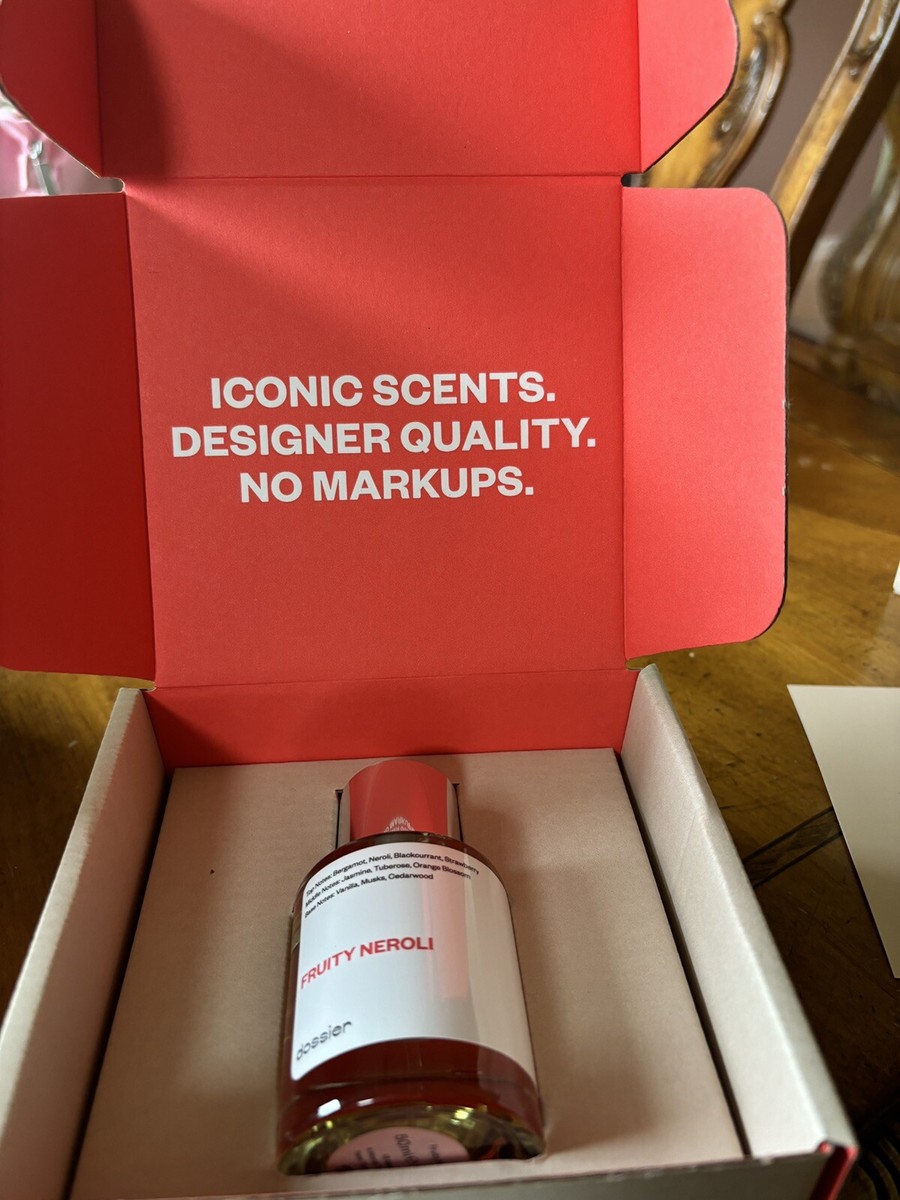 ICONIC SCENTS.
DESIGNER QUALITY.
NO MARKUPS.
Top Notes: Bergamot, Neroli, Blackcurrant, Strawberry
Middle Notes: Jasmine, Tuberose, Orange Blossom
Base Notes: Vanilla, Musks, Cedarwood
FRUITY NEROLI
dossier
50ml